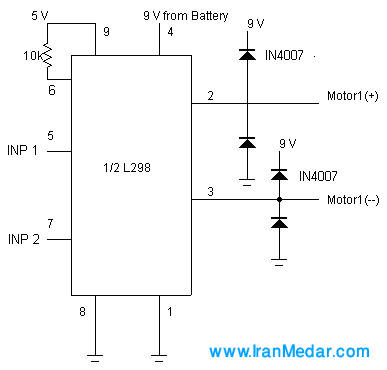 5 V
9 V from Battery
9 V
9
4
10k
IN4007
6
2
Motor1(+)
5
INP 1
9 V
1/2 L298
IN4007
3
Motor1(--)
7
INP 2
8
1
www.IranMedar.com